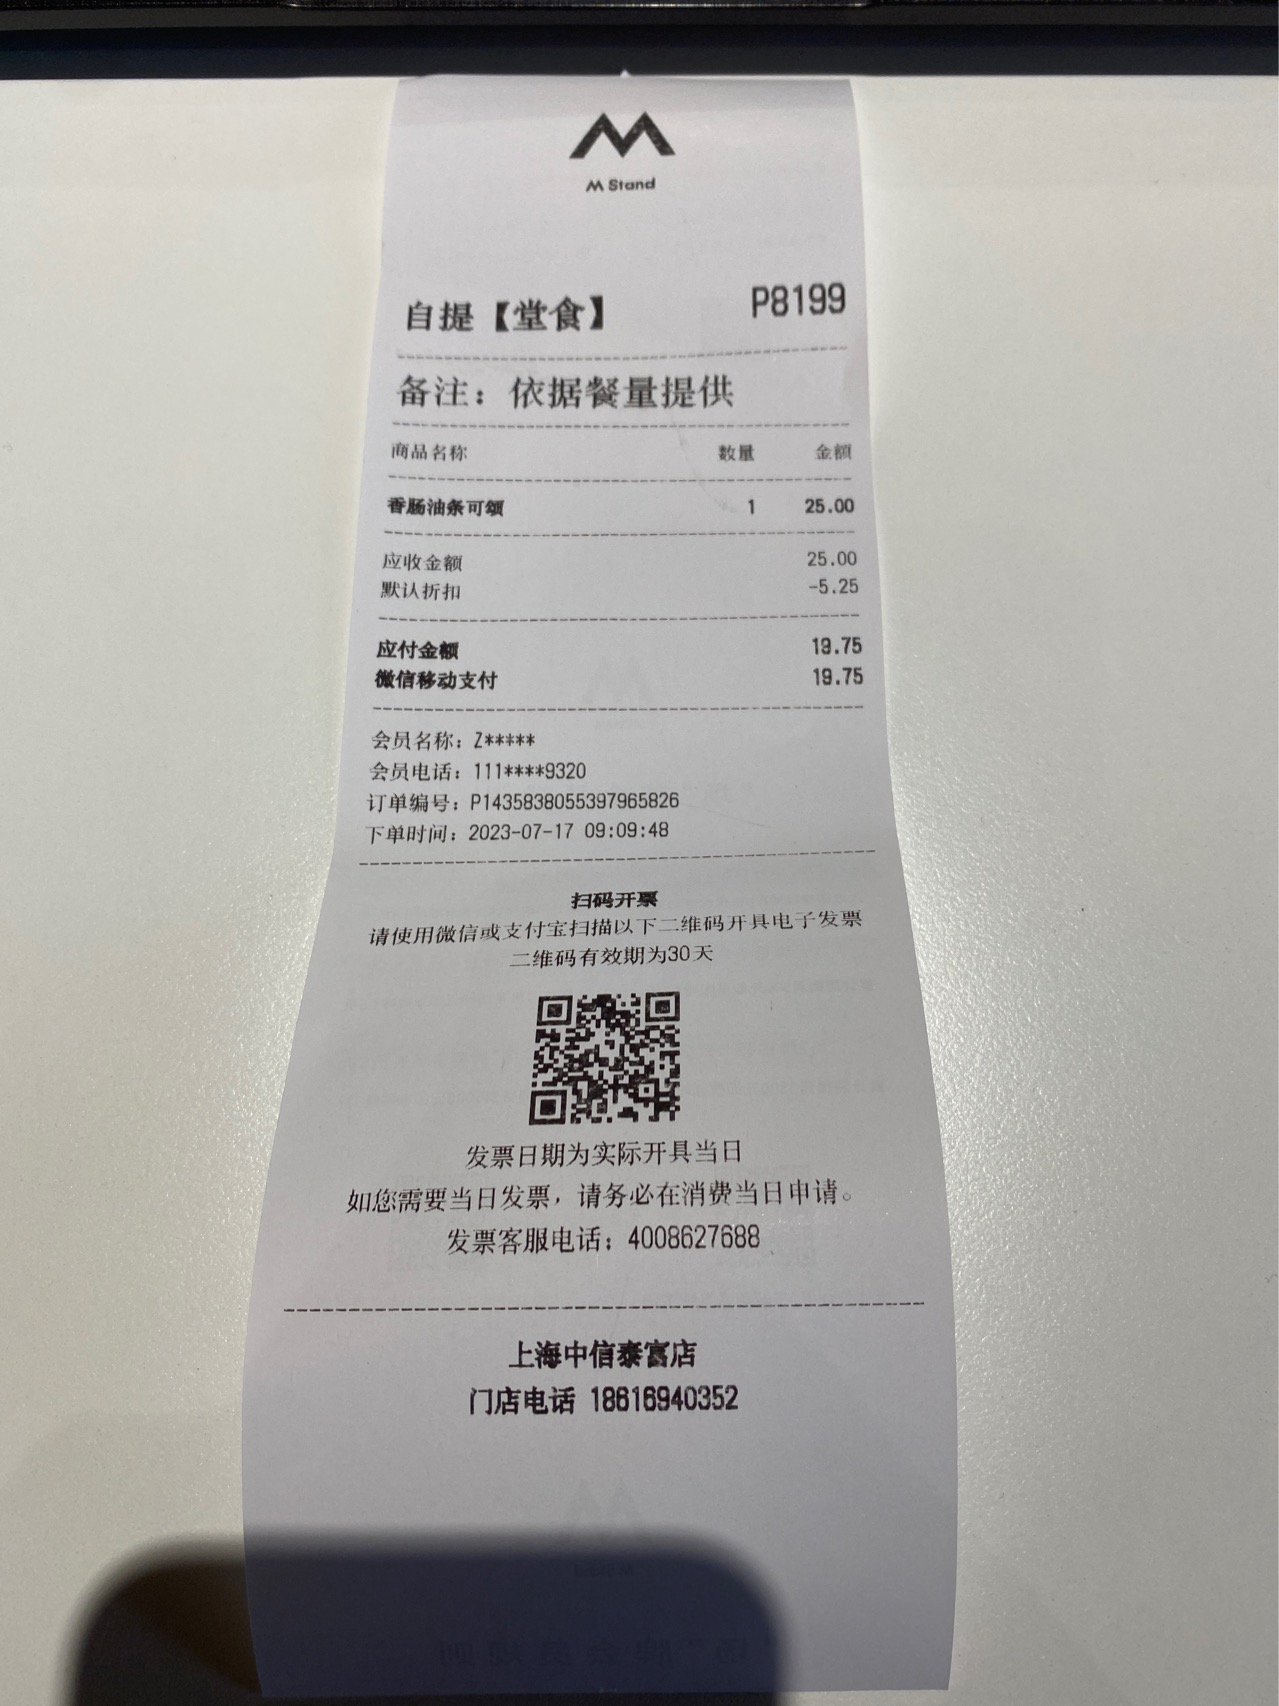 M Stand
自提【堂食】 P8199
备注：依据餐量提供
商品名称 数量 金额
香肠油条可颂 1 25.00
应收金额 25.00
默认折扣 -5.25
应付金额 19.75
微信移动支付 19.75
会员名称：Z*****
会员电话：111****9320
订单编号：P1435838055397965826
下单时间：2023-07-17 09:09:48
扫码开票
请使用微信或支付宝扫描以下二维码开具电子发票
二维码有效期为30天
发票日期为实际开具当日
如您需要当日发票，请务必在消费当日申请。
发票客服电话：4008627688
上海中信泰富店
门店电话 18616940352